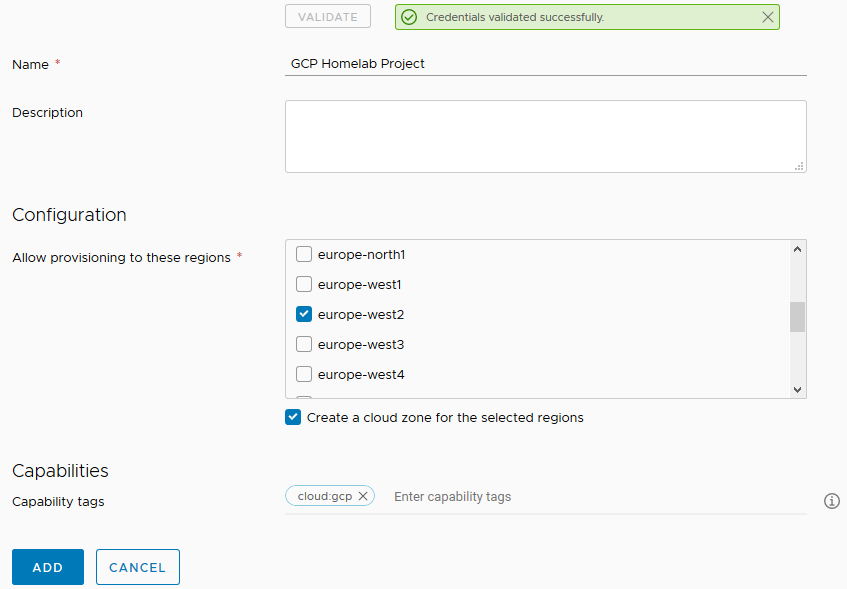 VALIDATE
Credentials validated successfully.
Name *
GCP Homelab Project
Description
Configuration
Allow provisioning to these regions *
europe-north1
europe-west1
europe-west2
europe-west3
europe-west4
Create a cloud zone for the selected regions
Capabilities
Capability tags
cloud:gcp
Enter capability tags
ADD
CANCEL